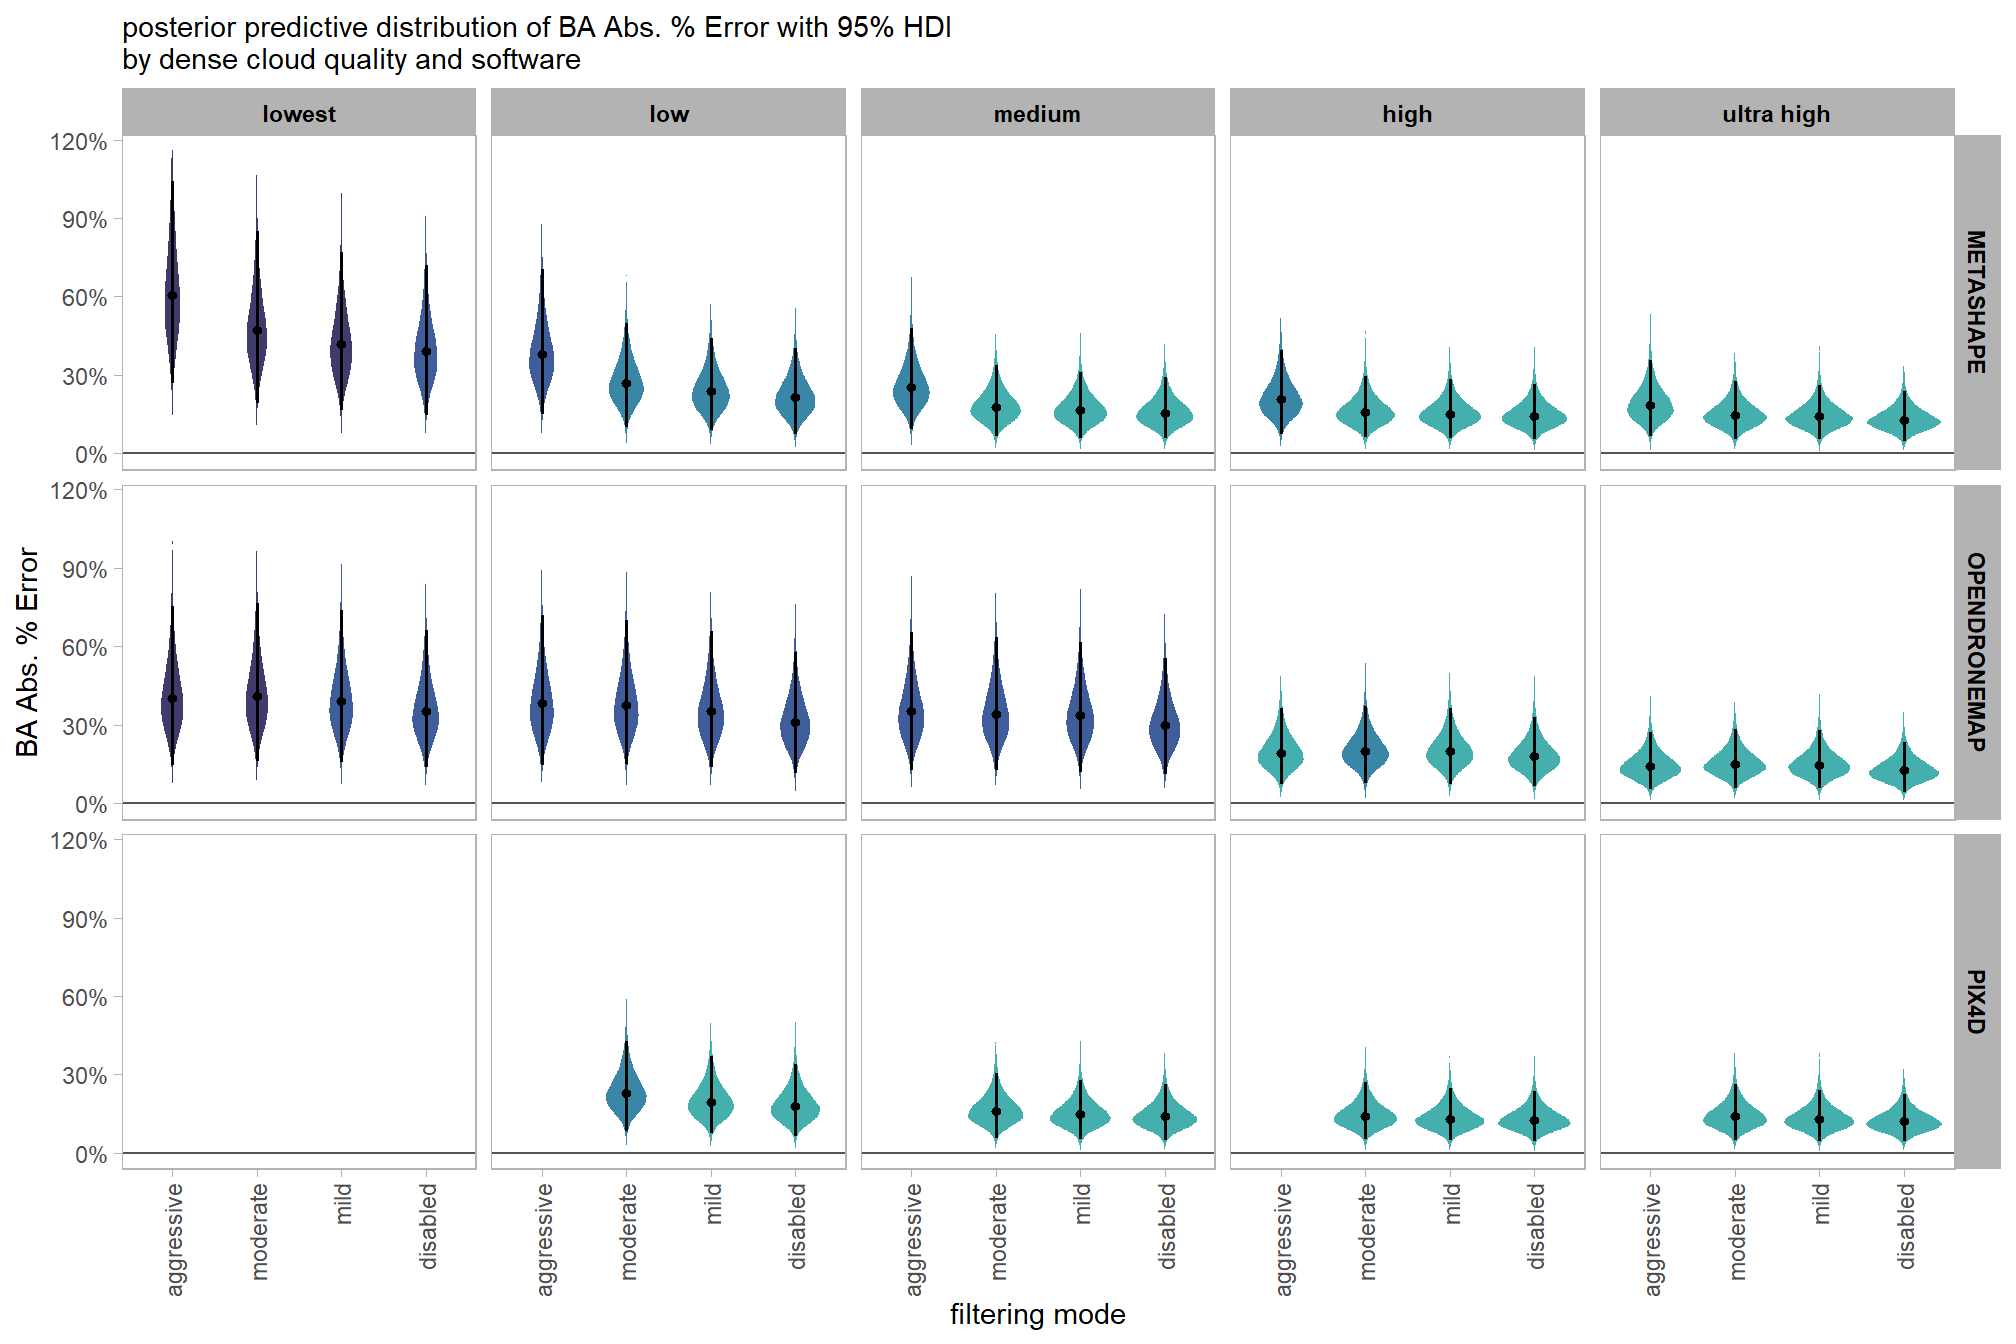 posterior predictive distribution of BA Abs. % Error with 95% HDI
by dense cloud quality and software
lowest low medium high ultra high
120%
90%
60%
30%
0%
METASHAPE
120%
90%
60%
30%
0%
OPENDRONEMAP
120%
90%
60%
30%
0%
PIX4D
BA Abs. % Error
aggressive moderate mild disabled aggressive moderate mild disabled aggressive moderate mild disabled aggressive moderate mild disabled aggressive moderate mild disabled
filtering mode